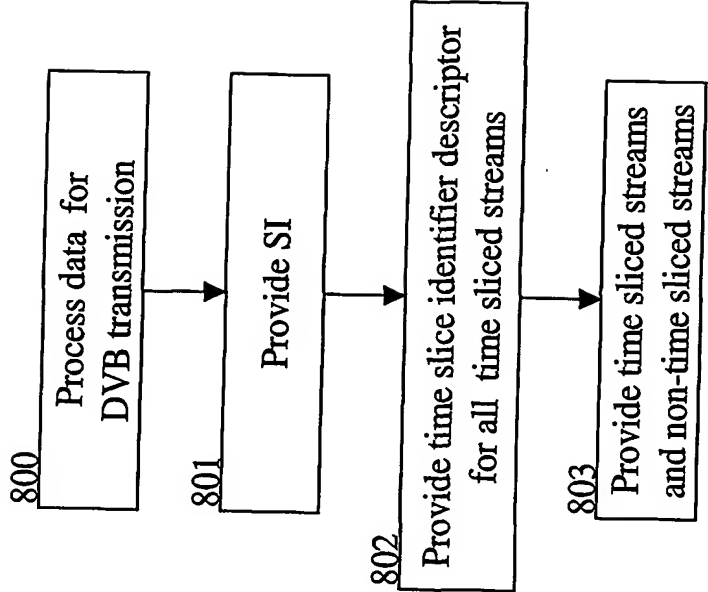 800
Process data for
DVB transmission
801
Provide SI
802
Provide time slice identifier descriptor
for all time sliced streams
803
Provide time sliced streams
and non-time sliced streams